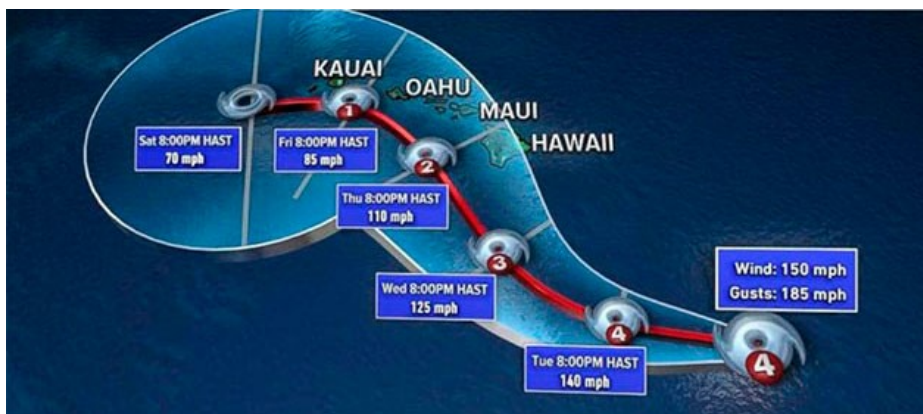 KAUAI
OAHU
MAUI
HAWAII
1
Sat 8:00PM HAST
70 mph
Fri 8:00PM HAST
85 mph
2
Thu 8:00PM HAST
110 mph
3
Wed 8:00PM HAST
125 mph
Wind: 150 mph
Gusts: 185 mph
4
Tue 8:00PM HAST
140 mph
4